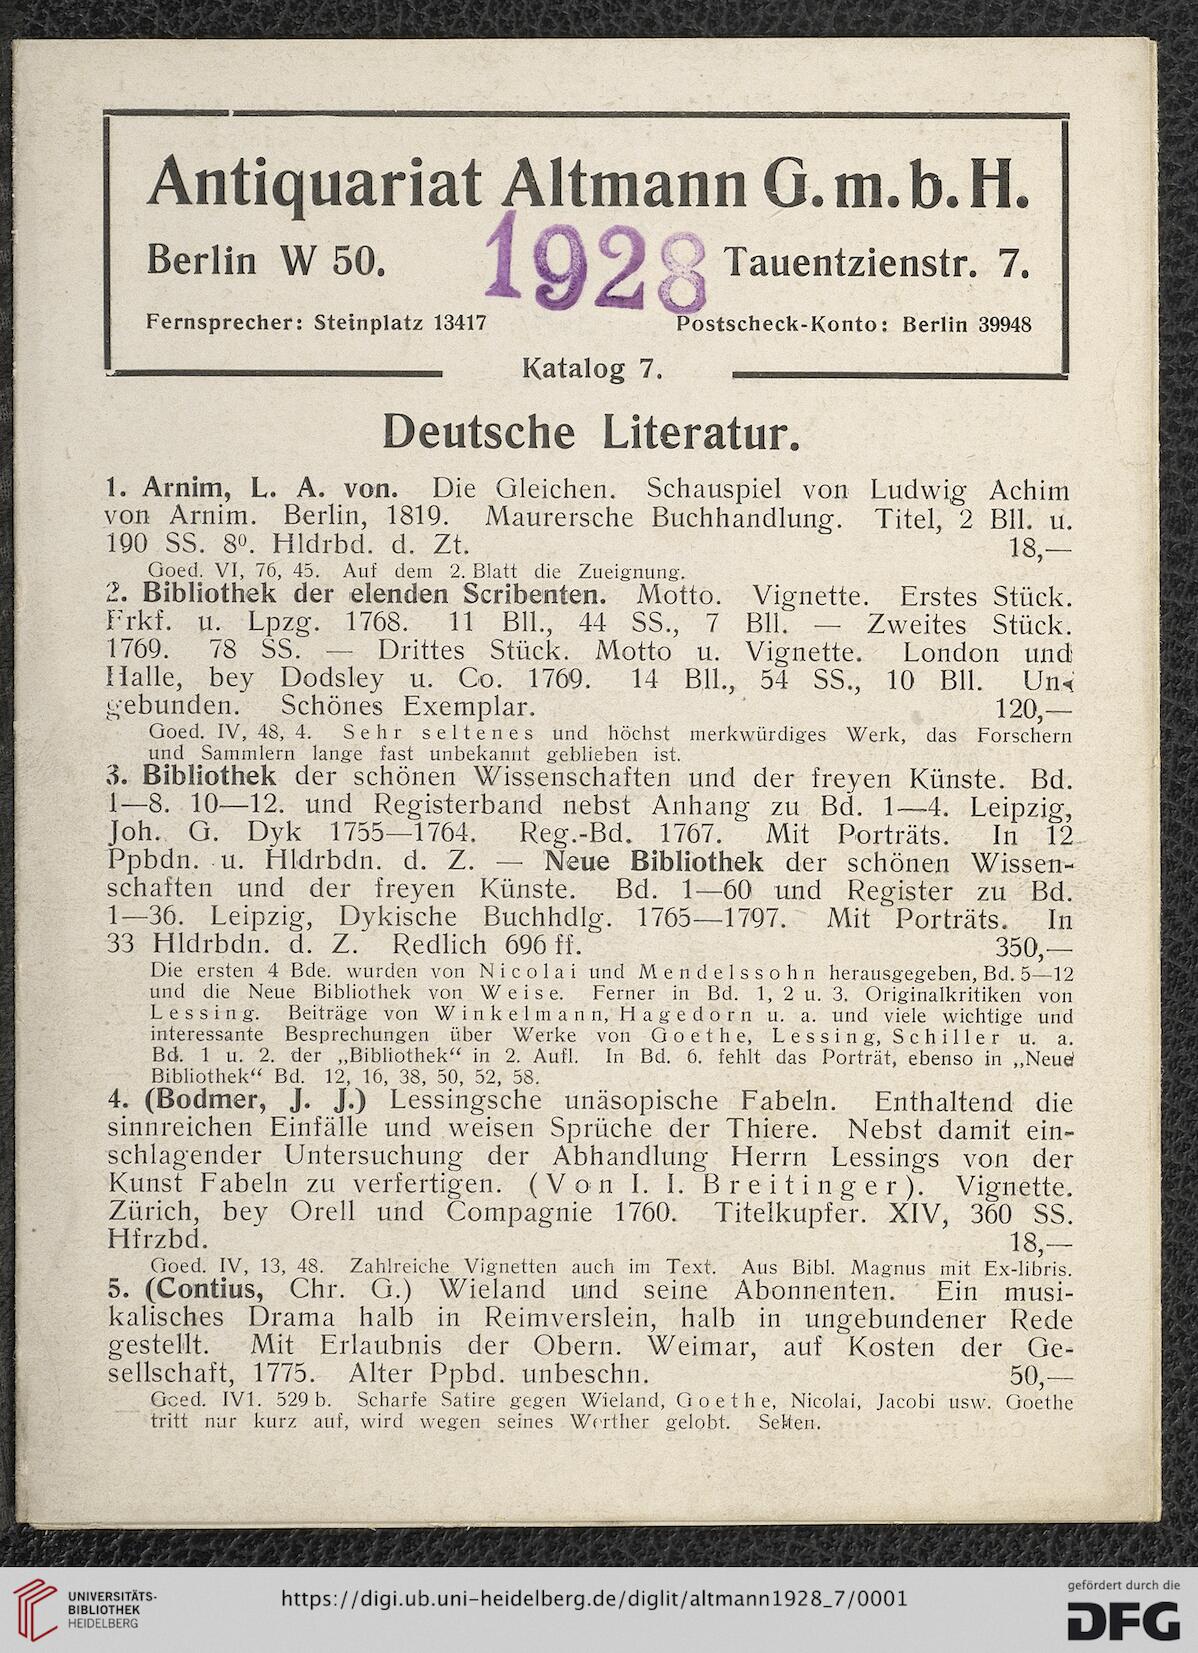 Antiquariat Altmann G.m.b.H.
Berlin W 50. 1928 Tauentzienstr. 7.
Fernsprecher: Steinplatz 13417 Postscheck-Konto: Berlin 39948
Katalog 7.
Deutsche Literatur.
1. Arnim, L. A. von. Die Gleichen. Schauspiel von Ludwig Achim
von Arnim. Berlin, 1819. Maurersche Buchhandlung. Titel, 2 Bll. u.
190 SS. 8⁰. Hldrbd. d. Zt. 18,—
Goed. VI, 76, 45. Auf dem 2. Blatt die Zueignung.
2. Bibliothek der elenden Scribenten. Motto. Vignette. Erstes Stück.
Frkf. u. Lpzg. 1768. 11 Bll., 44 SS., 7 Bll. — Zweites Stück.
1769. 78 SS. — Drittes Stück. Motto u. Vignette. London und
Halle, bey Dodsley u. Co. 1769. 14 Bll., 54 SS., 10 Bll. Un-
gebunden. Schönes Exemplar. 120,—
Goed. IV, 48, 4. Sehr seltenes und höchst merkwürdiges Werk, das Forschern
und Sammlern lange fast unbekannt geblieben ist.
3. Bibliothek der schönen Wissenschaften und der freyen Künste. Bd.
1—8. 10—12. und Registerband nebst Anhang zu Bd. 1—4. Leipzig,
Joh. G. Dyk 1755—1764. Reg.-Bd. 1767. Mit Porträts. In 12
Ppbdn. u. Hldrbdn. d. Z. — Neue Bibliothek der schönen Wissen-
schaften und der freyen Künste. Bd. 1—60 und Register zu Bd.
1—36. Leipzig, Dykische Buchhdlg. 1765—1797. Mit Porträts. In
33 Hldrbdn. d. Z. Redlich 696 ff. 350,—
Die ersten 4 Bde. wurden von Nicolai und Mendelssohn herausgegeben, Bd. 5—12
und die Neue Bibliothek von Weise. Ferner in Bd. 1, 2 u. 3. Originalkritiken von
Lessing. Beiträge von Winkelmann, Hagedorn u. a. und viele wichtige und
interessante Besprechungen über Werke von Goethe, Lessing, Schiller u. a.
Bd. 1 u. 2. der „Bibliothek“ in 2. Aufl. In Bd. 6. fehlt das Porträt, ebenso in „Neue
Bibliothek“ Bd. 12, 16, 38, 50, 52, 58.
4. (Bodmer, J. J.) Lessingsche unäsopische Fabeln. Enthaltend die
sinnreichen Einfälle und weisen Sprüche der Thiere. Nebst damit ein-
schlagender Untersuchung der Abhandlung Herrn Lessings von der
Kunst Fabeln zu verfertigen. (Von I. I. Breitinger). Vignette.
Zürich, bey Orell und Compagnie 1760. Titelkupfer. XIV, 360 SS.
Hfrzbd. 18,—
Goed. IV, 13, 48. Zahlreiche Vignetten auch im Text. Aus Bibl. Magnus mit Ex-libris.
5. (Contius, Chr. G.) Wieland und seine Abonnenten. Ein musi-
kalisches Drama halb in Reimverslein, halb in ungebundener Rede
gestellt. Mit Erlaubnis der Obern. Weimar, auf Kosten der Ge-
sellschaft, 1775. Alter Ppbd. unbeschn. 50,—
Goed. IV1. 529 b. Scharfe Satire gegen Wieland, Goethe, Nicolai, Jacobi usw. Goethe
tritt nur kurz auf, wird wegen seines Werther gelobt. Selten.
UNIVERSITÄTS-
BIBLIOTHEK
HEIDELBERG
https://digi.ub.uni-heidelberg.de/diglit/altmann1928_7/0001
gefördert durch die
DFG